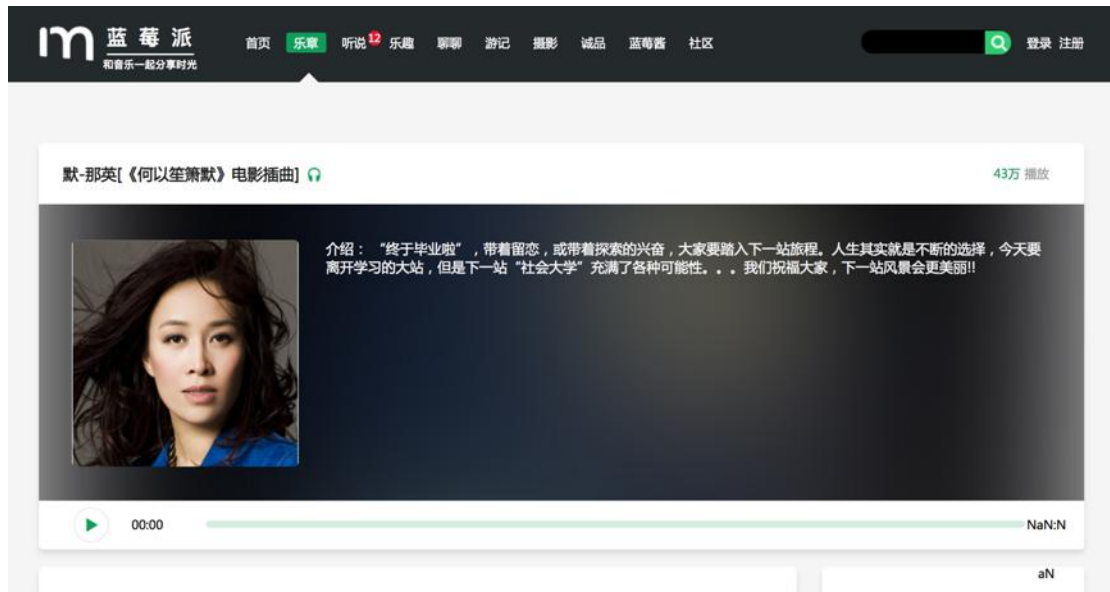 蓝莓派
和音乐一起分享时光
首页 乐章 听说 12 乐趣 聊聊 游记 摄影 诚品 蓝莓酱 社区
登录 注册
默-那英[《何以笙箫默》电影插曲]
43万 播放
介绍：“终于毕业啦”，带着留恋，或带着探索的兴奋，大家要踏入下一站旅程。人生其实就是不断的选择，今天要
离开学习的大站，但是下一站“社会大学”充满了各种可能性。。。我们祝福大家，下一站风景会更美丽!!
00:00
NaN:N
aN